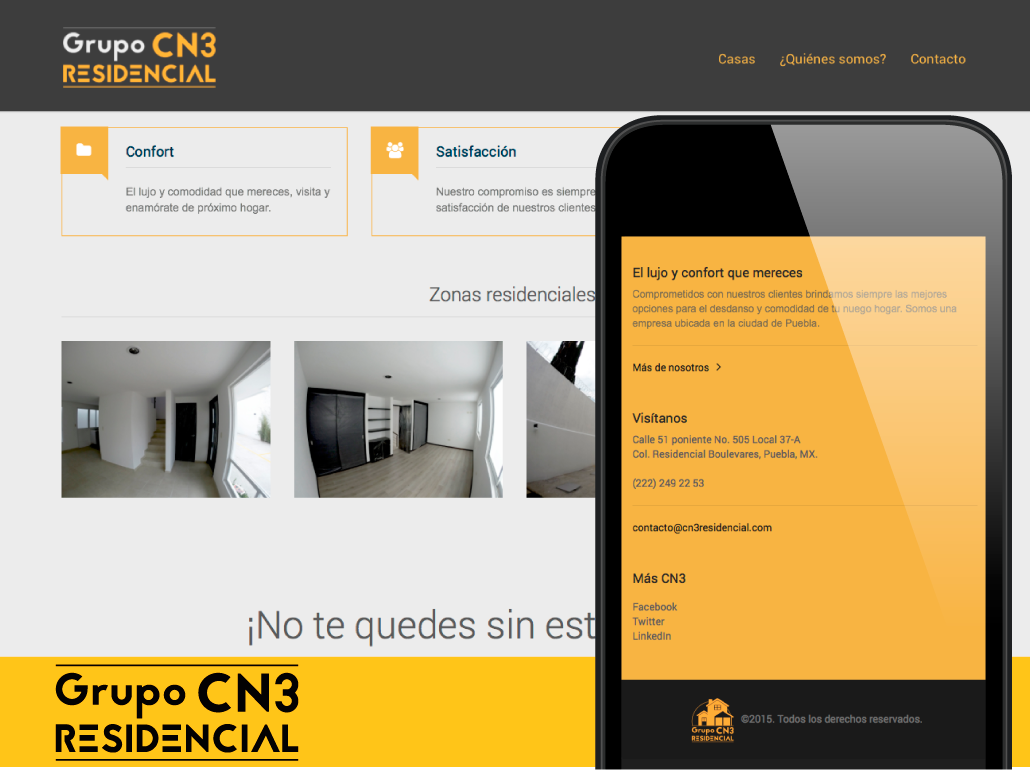 Grupo CN3
RESIDENCIAL
Casas
¿Quiénes somos?
Contacto
Confort
El lujo y comodidad que mereces, visita y
enamórate de próximo hogar.
Satisfacción
Nuestro compromiso es siempre
satisfacción de nuestros clientes
Zonas residenciales
¡No te quedes sin est
Grupo CN3
RESIDENCIAL
El lujo y confort que mereces
Comprometidos con nuestros clientes brindamos siempre las mejores
opciones para el desdanso y comodidad de tu nuego hogar. Somos una
empresa ubicada en la ciudad de Puebla.
Más de nosotros >
Visítanos
Calle 51 poniente No. 505 Local 37-A
Col. Residencial Boulevares, Puebla, MX.
(222) 249 22 53
contacto@cn3residencial.com
Más CN3
Facebook
Twitter
LinkedIn
Grupo CN3
RESIDENCIAL
©2015. Todos los derechos reservados.